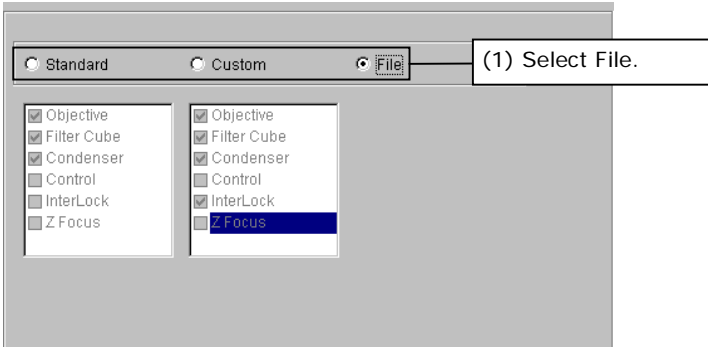 Standard Custom File
(1) Select File.
Objective
Filter Cube
Condenser
Control
InterLock
Z Focus
Objective
Filter Cube
Condenser
Control
InterLock
Z Focus